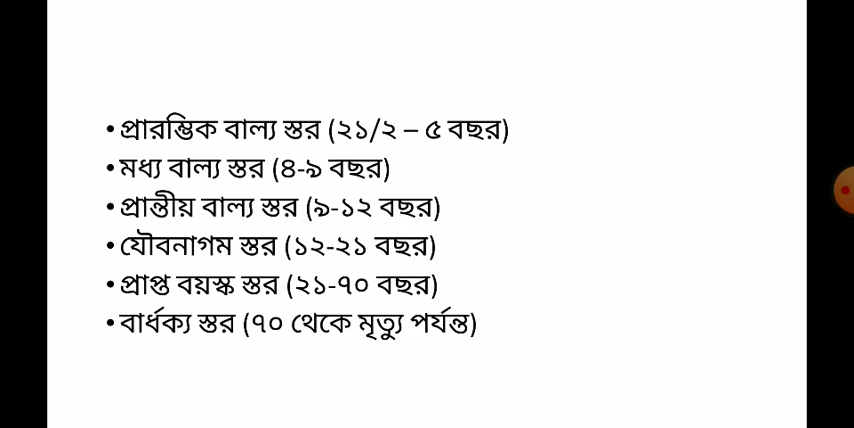 • প্রারম্ভিক বাল্য স্তর (২১/২ – ৫ বছর)
• মধ্য বাল্য স্তর (৪-৯ বছর)
• প্রান্তীয় বাল্য স্তর (৯-১২ বছর)
• যৌবনাগম স্তর (১২-২১ বছর)
• প্রাপ্ত বয়স্ক স্তর (২১-৭০ বছর)
• বার্ধক্য স্তর (৭০ থেকে মৃত্যু পর্যন্ত)